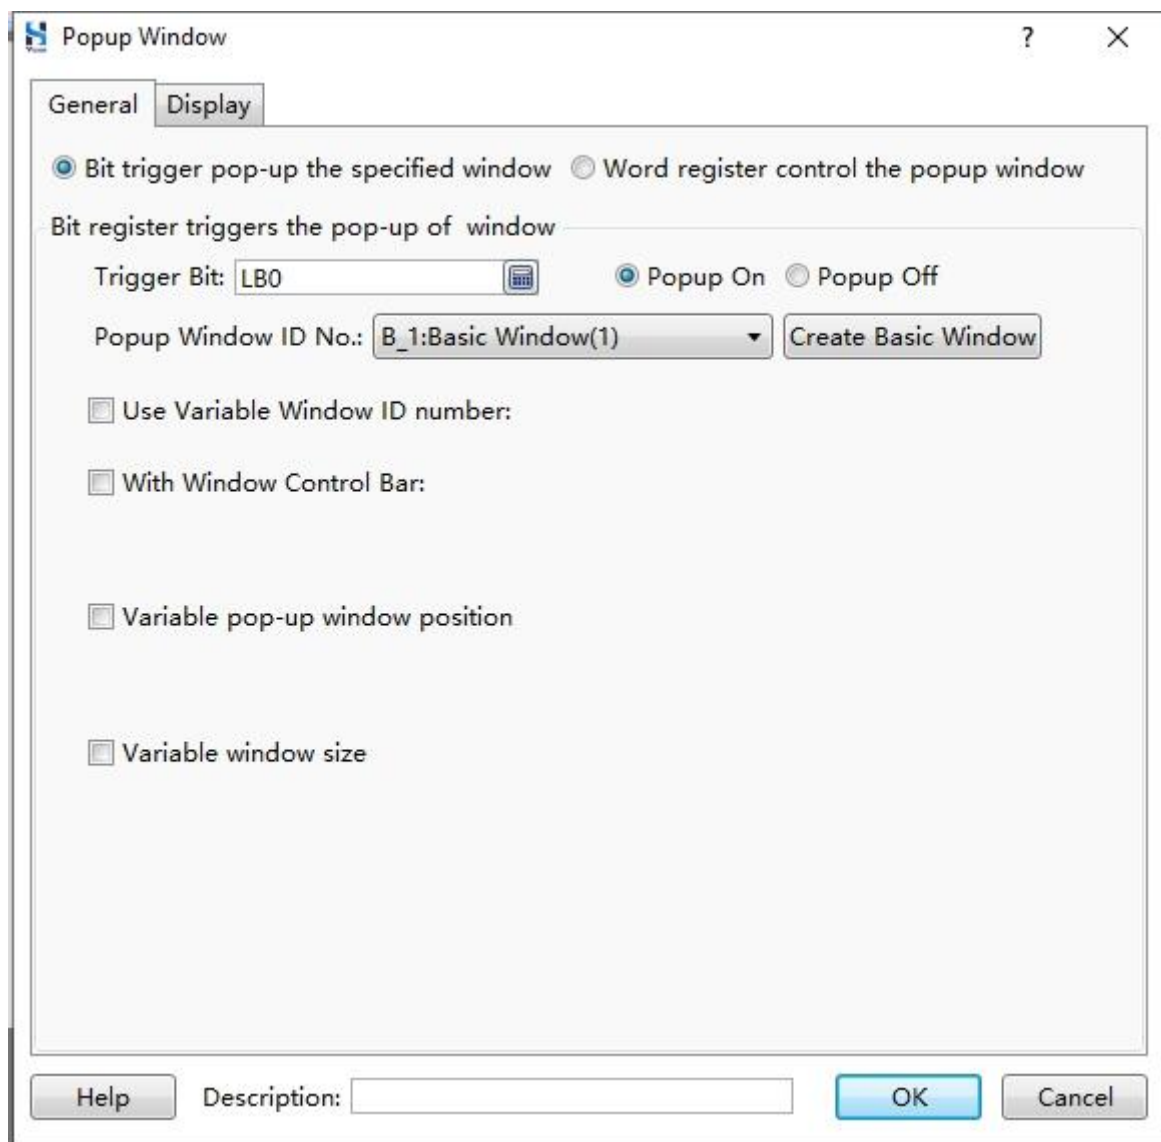 Popup Window ?
General Display
Bit trigger pop-up the specified window Word register control the popup window
Bit register triggers the pop-up of window
Trigger Bit: LB0 Popup On Popup Off
Popup Window ID No.: B_1:Basic Window(1) Create Basic Window
Use Variable Window ID number:
With Window Control Bar:
Variable pop-up window position
Variable window size
Help Description: OK Cancel